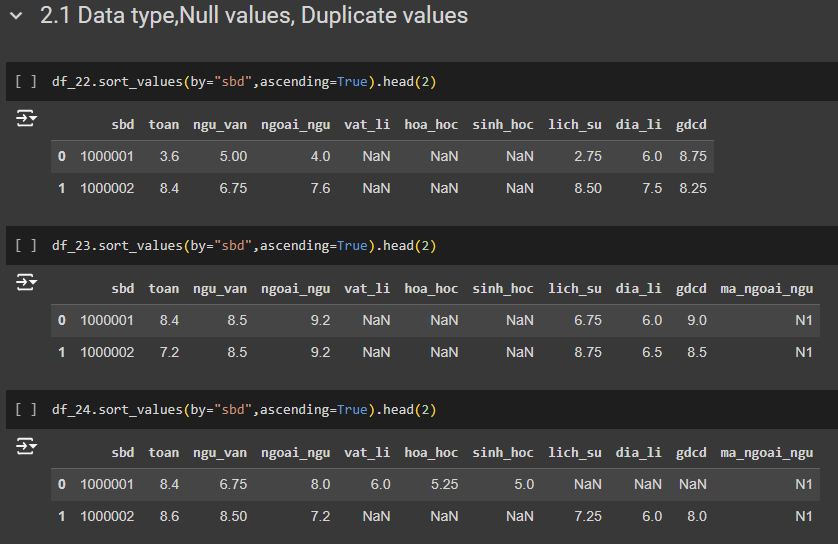 2.1 Data type,Null values, Duplicate values
[ ] df_22.sort_values(by="sbd",ascending=True).head(2)
sbd toan ngu_van ngoai_ngu vat_li hoa_hoc sinh_hoc lich_su dia_li gdcd
0 1000001 3.6 5.00 4.0 NaN NaN NaN 2.75 6.0 8.75
1 1000002 8.4 6.75 7.6 NaN NaN NaN 8.50 7.5 8.25
[ ] df_23.sort_values(by="sbd",ascending=True).head(2)
sbd toan ngu_van ngoai_ngu vat_li hoa_hoc sinh_hoc lich_su dia_li gdcd ma_ngoai_ngu
0 1000001 8.4 8.5 9.2 NaN NaN NaN 6.75 6.0 9.0 N1
1 1000002 7.2 8.5 9.2 NaN NaN NaN 8.75 6.5 8.5 N1
[ ] df_24.sort_values(by="sbd",ascending=True).head(2)
sbd toan ngu_van ngoai_ngu vat_li hoa_hoc sinh_hoc lich_su dia_li gdcd ma_ngoai_ngu
0 1000001 8.4 6.75 8.0 6.0 5.25 5.0 NaN NaN NaN N1
1 1000002 8.6 8.50 7.2 NaN NaN NaN 7.25 6.0 8.0 N1